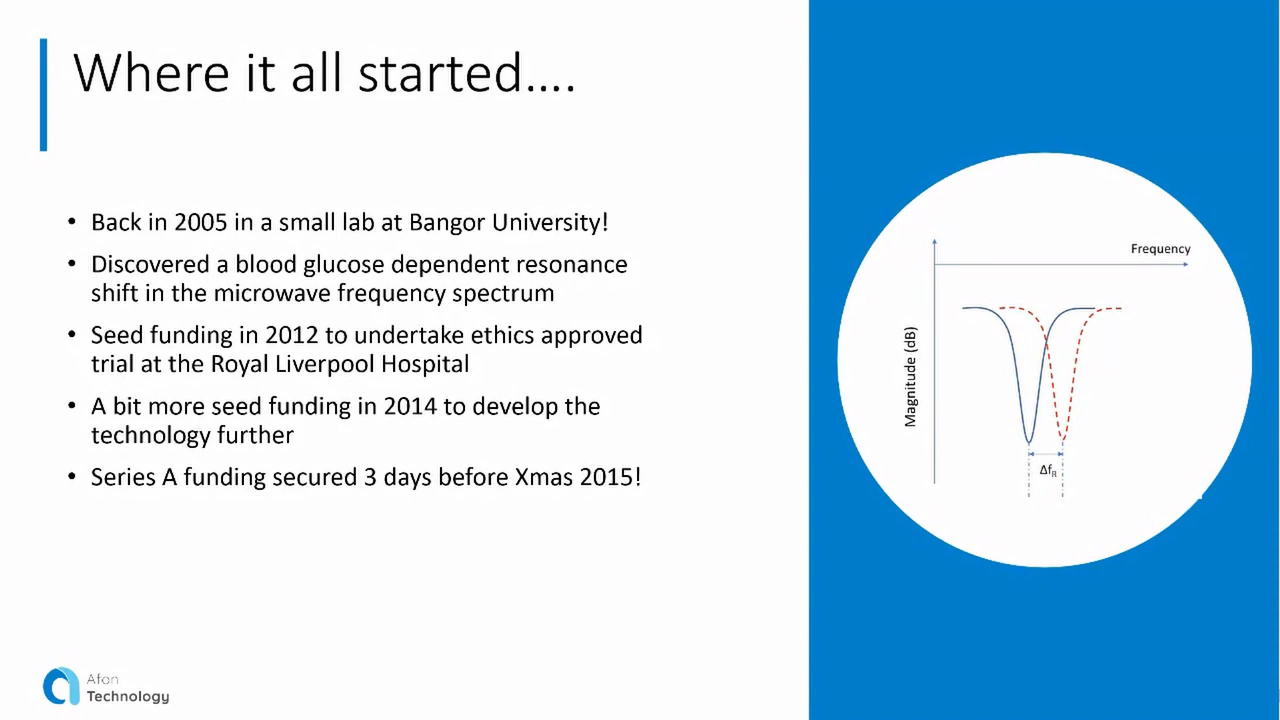 Where it all started....
• Back in 2005 in a small lab at Bangor University!
• Discovered a blood glucose dependent resonance
shift in the microwave frequency spectrum
• Seed funding in 2012 to undertake ethics approved
trial at the Royal Liverpool Hospital
• A bit more seed funding in 2014 to develop the
technology further
• Series A funding secured 3 days before Xmas 2015!
Frequency
Magnitude (dB)
Δf_R
Afon
Technology